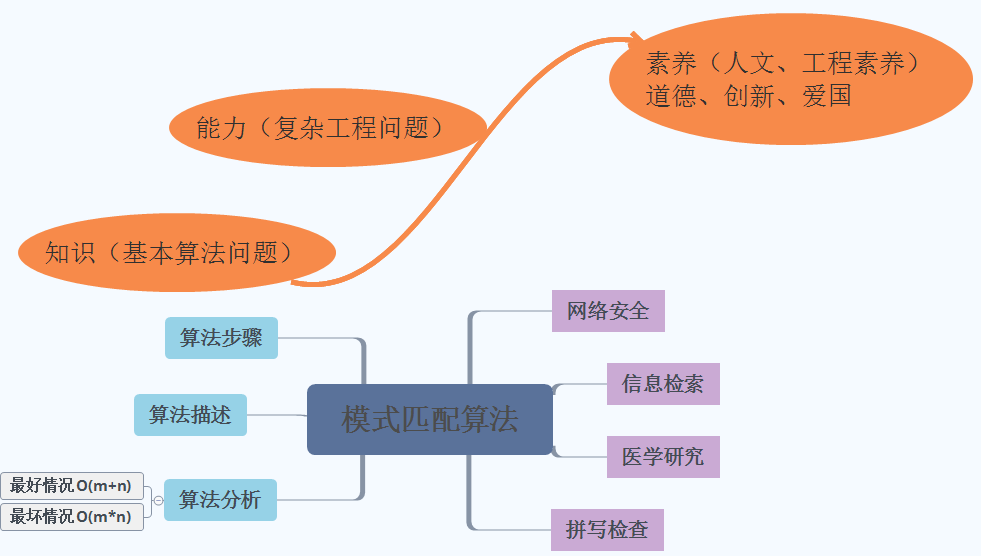 素养（人文、工程素养）
道德、创新、爱国
能力（复杂工程问题）
知识（基本算法问题）
网络安全
算法步骤
信息检索
算法描述
模式匹配算法
医学研究
最好情况O(m+n)
算法分析
最坏情况O(m*n)
拼写检查